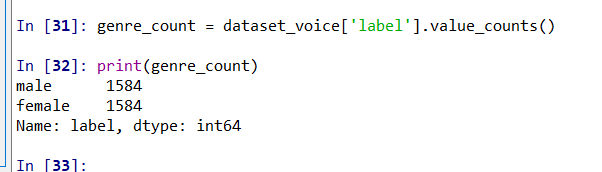 In [31]: genre_count = dataset_voice['label'].value_counts()
In [32]: print(genre_count)
male      1584
female    1584
Name: label, dtype: int64
In [33]: